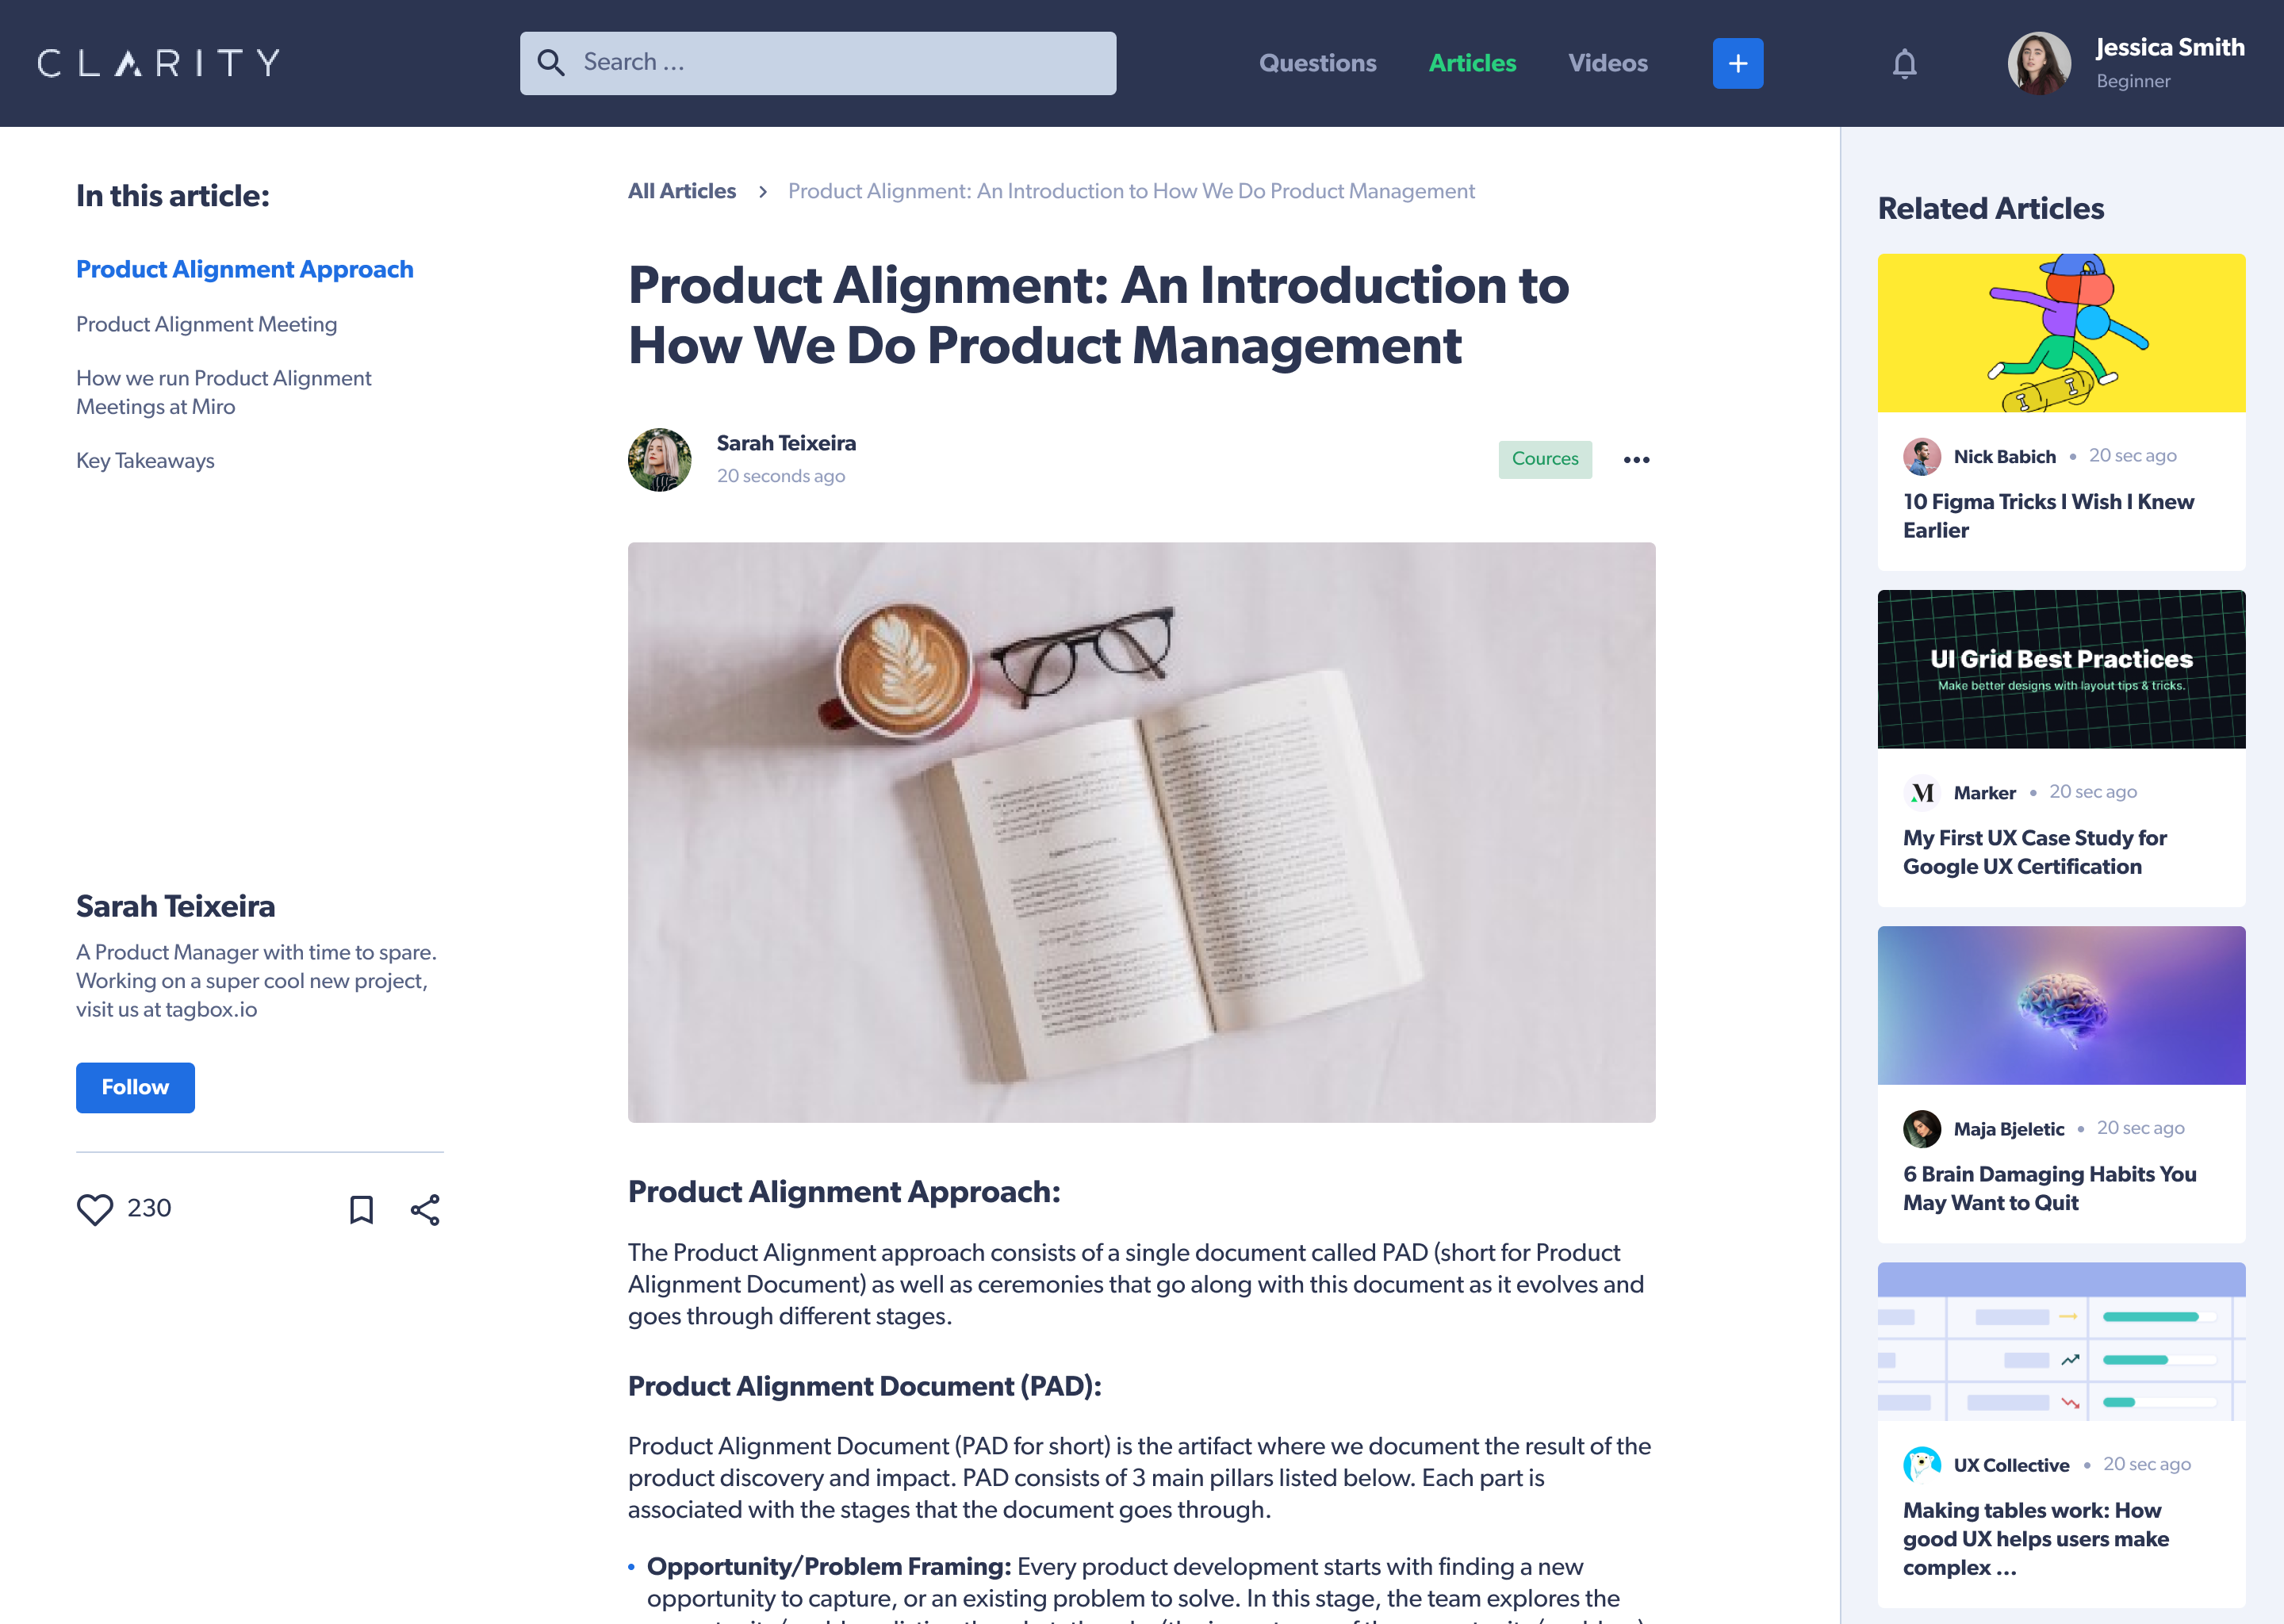 CLARITY
Search ...
Questions
Articles
Videos
Jessica Smith
Beginner
In this article:
Product Alignment Approach
Product Alignment Meeting
How we run Product Alignment
Meetings at Miro
Key Takeaways
Sarah Teixeira
A Product Manager with time to spare.
Working on a super cool new project,
visit us at tagbox.io
Follow
230
All Articles > Product Alignment: An Introduction to How We Do Product Management
Product Alignment: An Introduction to
How We Do Product Management
Sarah Teixeira
20 seconds ago
Cources
Product Alignment Approach:
The Product Alignment approach consists of a single document called PAD (short for Product
Alignment Document) as well as ceremonies that go along with this document as it evolves and
goes through different stages.
Product Alignment Document (PAD):
Product Alignment Document (PAD for short) is the artifact where we document the result of the
product discovery and impact. PAD consists of 3 main pillars listed below. Each part is
associated with the stages that the document goes through.
• Opportunity/Problem Framing: Every product development starts with finding a new
opportunity to capture, or an existing problem to solve. In this stage, the team explores the
Related Articles
Nick Babich • 20 sec ago
10 Figma Tricks I Wish I Knew
Earlier
UI Grid Best Practices
Make better designs with layout tips & tricks.
M
Marker • 20 sec ago
My First UX Case Study for
Google UX Certification
Maja Bjeletic • 20 sec ago
6 Brain Damaging Habits You
May Want to Quit
UX Collective • 20 sec ago
Making tables work: How
good UX helps users make
complex ...